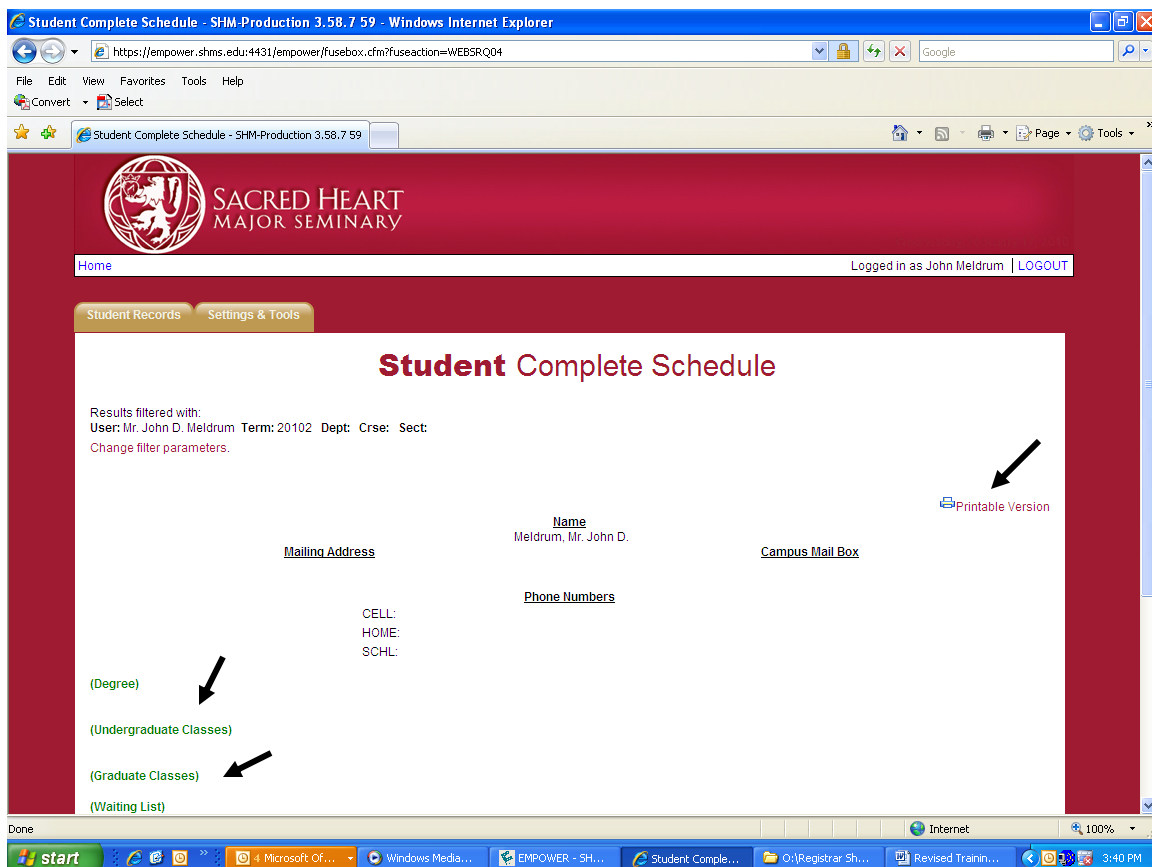 Student Complete Schedule - SHM-Production 3.58.7 59 - Windows Internet Explorer
https://empower.shms.edu:4431/empower/fusebox.cfm?fuseaction=WEBSRQ04
Google
File Edit View Favorites Tools Help
Convert Select
Student Complete Schedule - SHM-Production 3.58.7 59
Page Tools »
SACRED HEART
MAJOR SEMINARY
Home Logged in as John Meldrum | LOGOUT
Student Records Settings & Tools
Student Complete Schedule
Results filtered with:
User: Mr. John D. Meldrum Term: 20102 Dept: Crse: Sect:
Change filter parameters.
Printable Version
Name
Meldrum, Mr. John D.
Mailing Address Campus Mail Box
Phone Numbers
CELL:
HOME:
SCHL:
(Degree)
(Undergraduate Classes)
(Graduate Classes)
(Waiting List)
Done Internet 100%
start » 4 Microsoft Of... Windows Media... EMPOWER - SH... Student Comple... O:\Registrar Sh... Revised Trainin... 3:40 PM